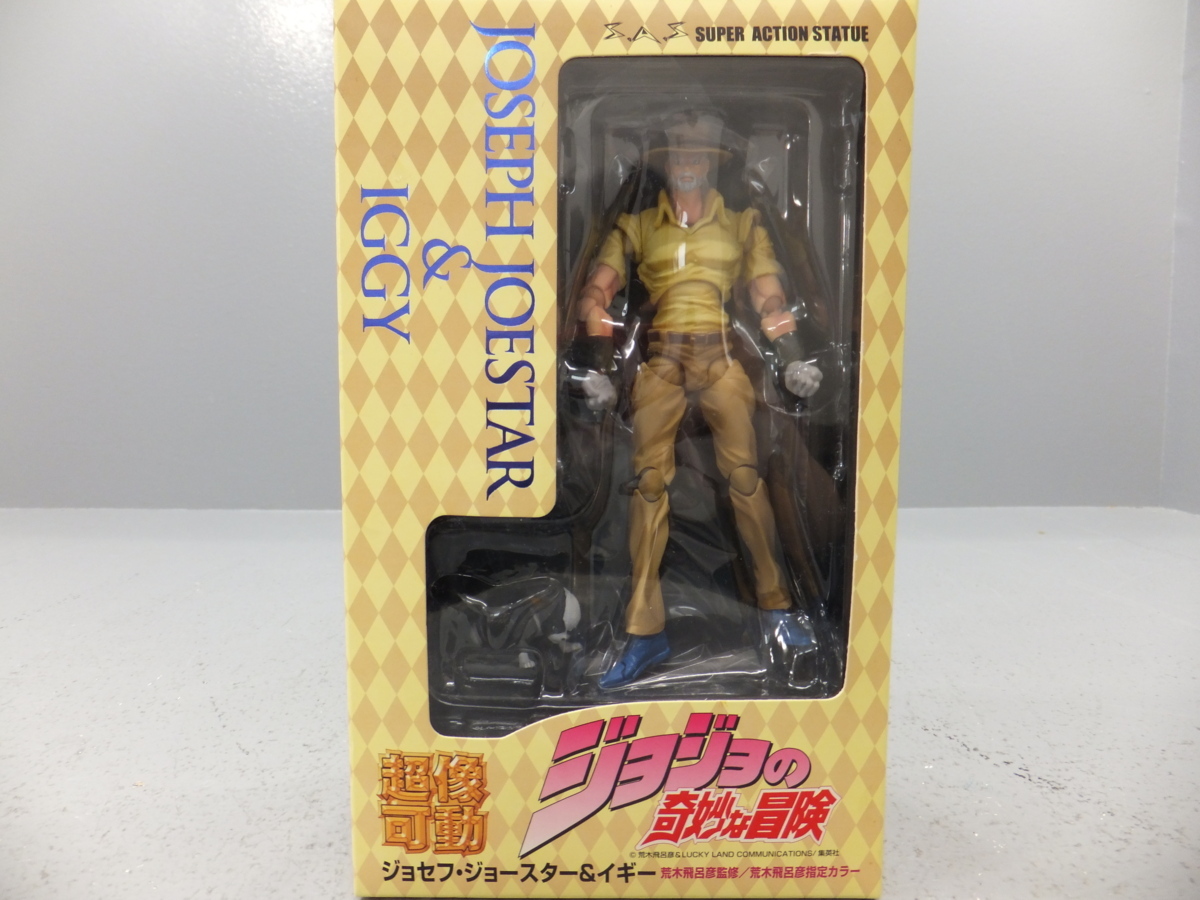 S.A.S SUPER ACTION STATUE
JOSEPH JOESTAR
&
IGGY
超像
可動
ジョジョの
奇妙な冒険
© 荒木飛呂彦&LUCKY LAND COMMUNICATIONS/集英社
ジョセフ・ジョースター&イギー 荒木飛呂彦監修/荒木飛呂彦指定カラー